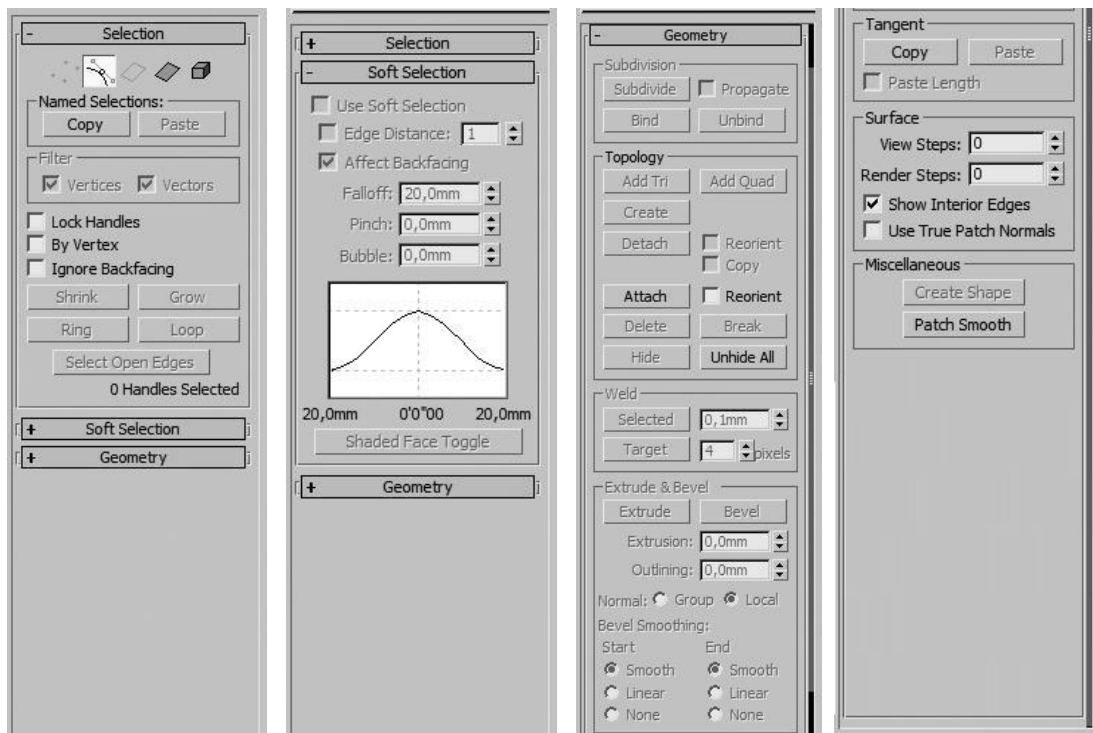 - Selection
Named Selections:
Copy Paste
Filter
Vertices Vectors
Lock Handles
By Vertex
Ignore Backfacing
Shrink Grow
Ring Loop
Select Open Edges
0 Handles Selected
+ Soft Selection
+ Geometry
+ Selection
- Soft Selection
Use Soft Selection
Edge Distance: 1
Affect Backfacing
Falloff: 20,0mm
Pinch: 0,0mm
Bubble: 0,0mm
20,0mm 0'0"00 20,0mm
Shaded Face Toggle
+ Geometry
- Geometry
Subdivision
Subdivide Propagate
Bind Unbind
Topology
Add Tri Add Quad
Create
Detach Reorient
Copy
Attach Reorient
Delete Break
Hide Unhide All
Weld
Selected 0,1mm
Target 4 pixels
Extrude & Bevel
Extrude Bevel
Extrusion: 0,0mm
Outlining: 0,0mm
Normal: Group Local
Bevel Smoothing:
Start End
Smooth Smooth
Linear Linear
None None
Tangent
Copy Paste
Paste Length
Surface
View Steps: 0
Render Steps: 0
Show Interior Edges
Use True Patch Normals
Miscellaneous
Create Shape
Patch Smooth